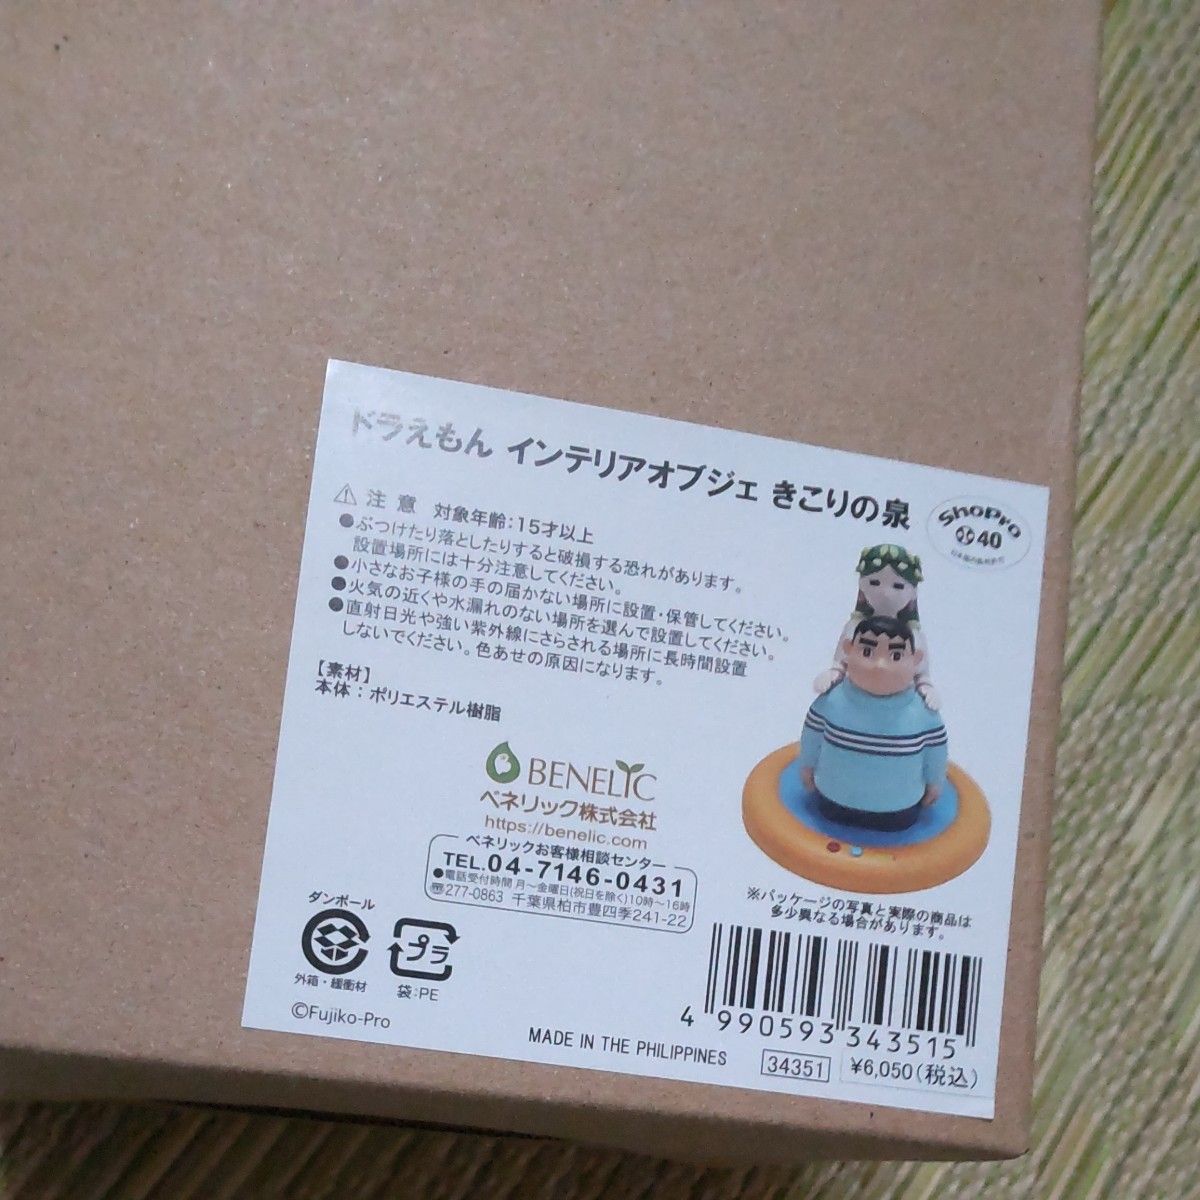 ドラえもん インテリアオブジェ きこりの泉
ShoPro
40
注意 対象年齢:15才以上
●ぶつけたり落としたりすると破損する恐れがあります。
設置場所には十分注意してください。
●小さなお子様の手の届かない場所に設置・保管してください。
●火気の近くや水漏れのない場所を選んで設置してください。
●直射日光や強い紫外線にさらされる場所に長時間設置
しないでください。色あせの原因になります。
【素材】
本体:ポリエステル樹脂
BENELIC
ベネリック株式会社
https://benelic.com
ベネリックお客様相談センター
TEL.04-7146-0431
●電話受付時間 月~金曜日(祝日を除く)10時~16時
〒277-0863 千葉県柏市豊四季241-22
※パッケージの写真と実際の商品は
多少異なる場合があります。
ダンボール
外箱・緩衝材
プラ
袋:PE
©Fujiko-Pro
MADE IN THE PHILIPPINES
4 990593 343515
34351
¥6,050(税込)